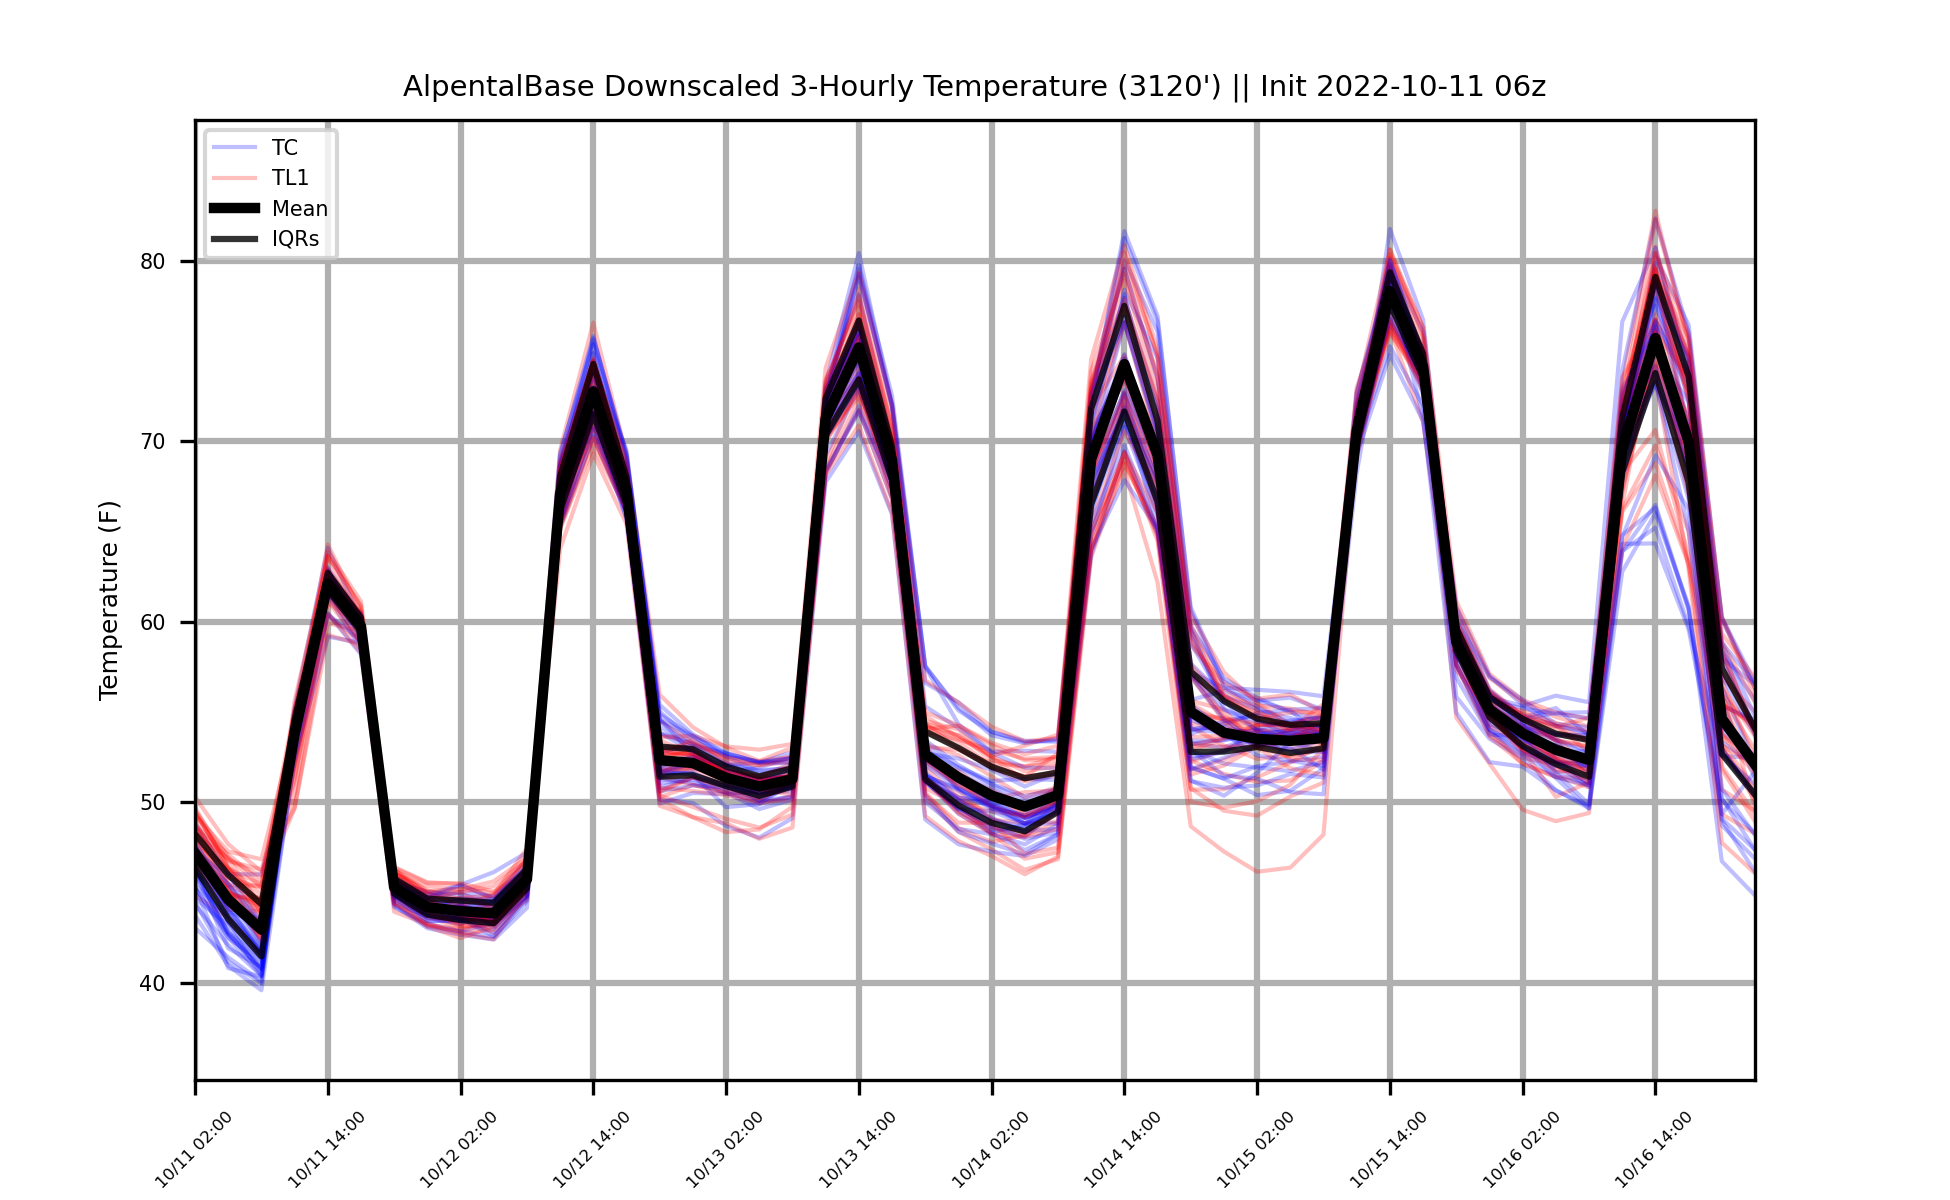 AlpentalBase Downscaled 3-Hourly Temperature (3120') || Init 2022-10-11 06z
TC
TL1
Mean
IQRs
Temperature (F)
80
70
60
50
40
10/11 02:00
10/11 14:00
10/12 02:00
10/12 14:00
10/13 02:00
10/13 14:00
10/14 02:00
10/14 14:00
10/15 02:00
10/15 14:00
10/16 02:00
10/16 14:00